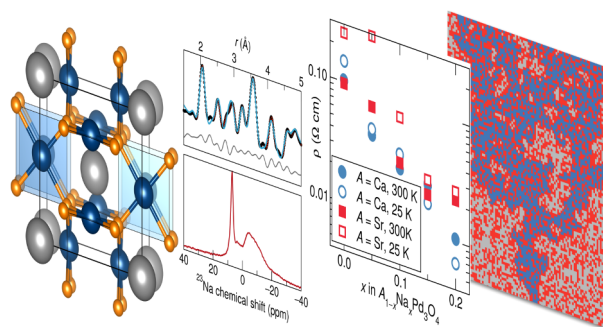 r (Å)
2 3 4 5
40 20 0 −20 −40
²³Na chemical shift (ppm)
ρ (Ω cm)
0.10
0.01
A = Ca, 300 K
A = Ca, 25 K
A = Sr, 300K
A = Sr, 25 K
0.0 0.1 0.2
x in A₁₋ₓNaₓPd₃O₄